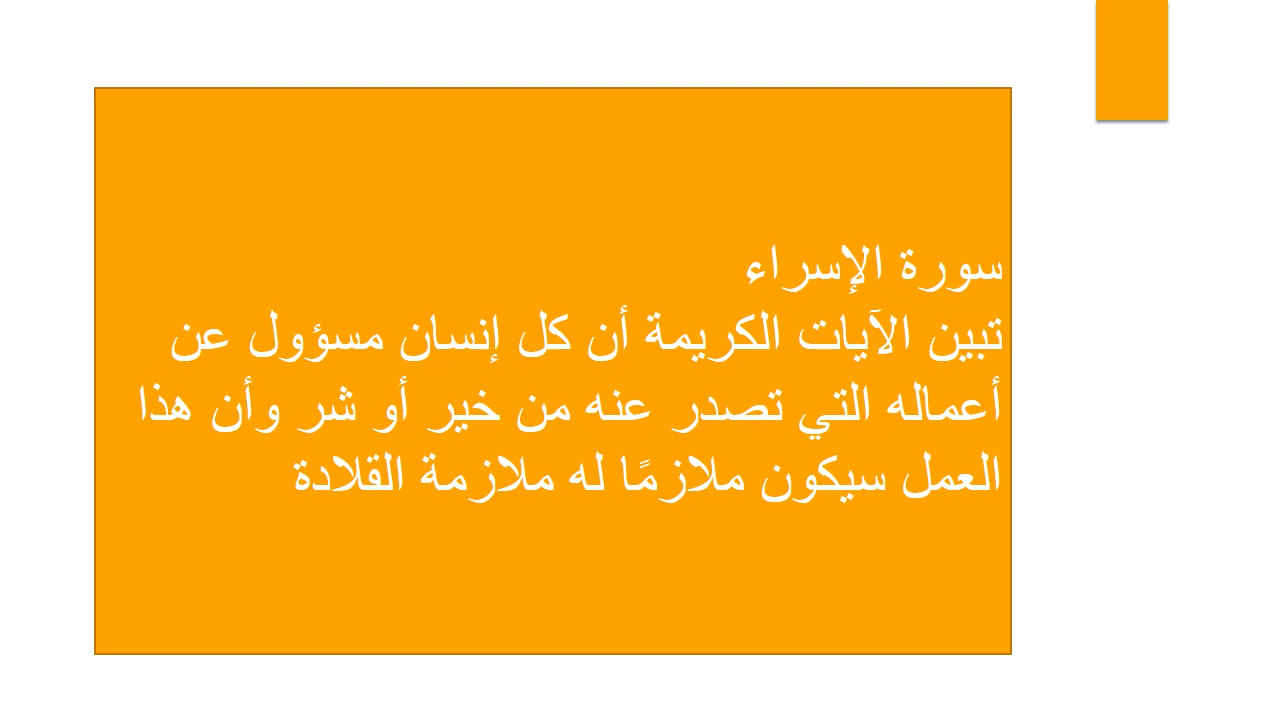 سورة الإسراء
تبين الآيات الكريمة أن كل إنسان مسؤول عن
أعماله التي تصدر عنه من خير أو شر وأن هذا
العمل سيكون ملازمًا له ملازمة القلادة